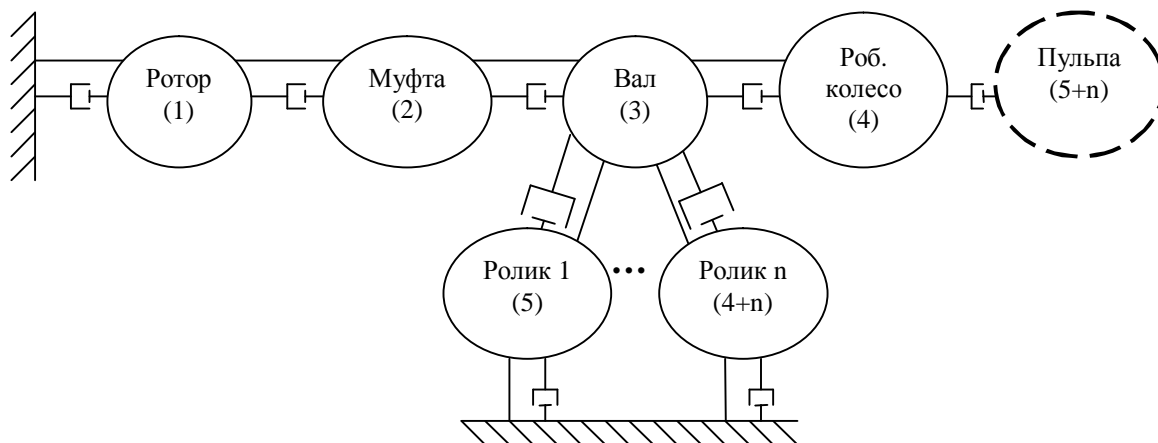 Ротор
(1)
Муфта
(2)
Вал
(3)
Роб.
колесо
(4)
Пульпа
(5+n)
Ролик 1
(5)
...
Ролик n
(4+n)